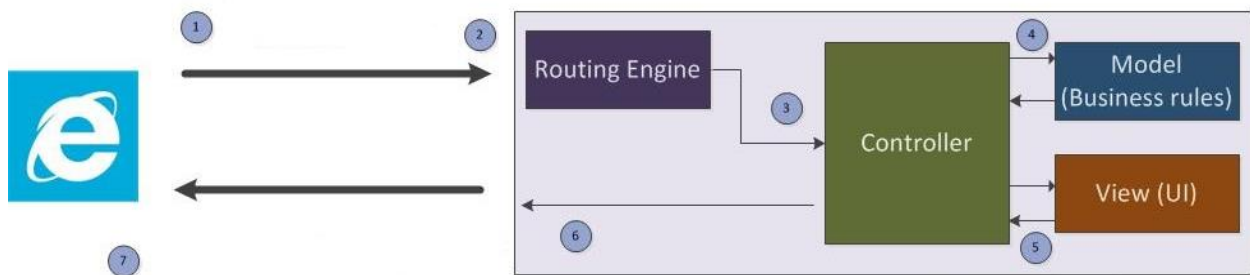 1
2
Routing Engine
3
Controller
4
Model
(Business rules)
View (UI)
5
6
7